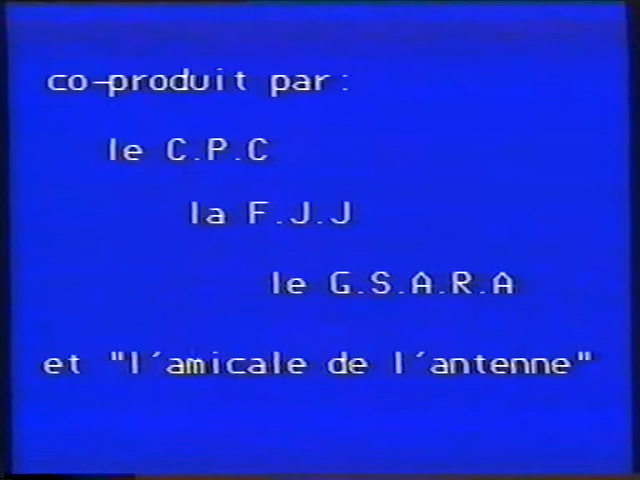 co-produit par:
le C.P.C
la F.J.J
le G.S.A.R.A
et "l´amicale de l´antenne"